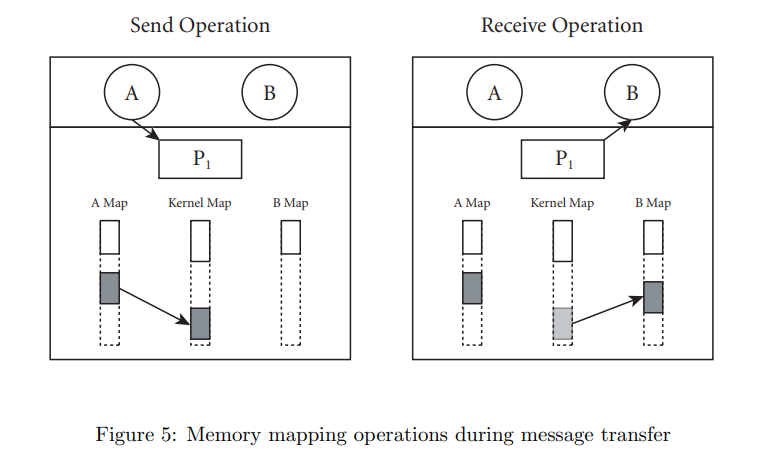 Send Operation
Receive Operation
A
B
A
B
P1
P1
A Map
Kernel Map
B Map
A Map
Kernel Map
B Map
Figure 5: Memory mapping operations during message transfer